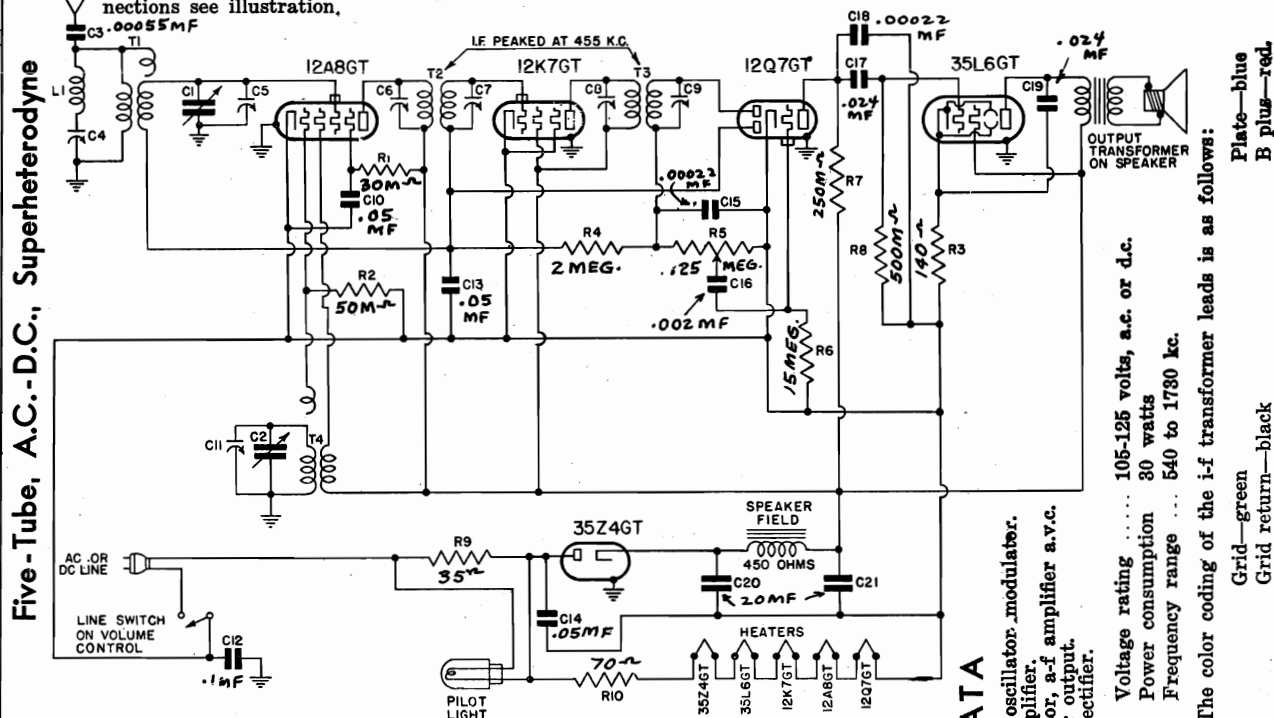 nections see illustration.
Five-Tube, A.C.-D.C., Superheterodyne
C3
.00055MF
T1
L1
C4
C1
C5
12A8GT
I.F. PEAKED AT 455 K.C.
C6
T2
C7
12K7GT
C8
T3
C9
12Q7GT
C18
.00022
MF
C17
.024
MF
35L6GT
.024
MF
C19
OUTPUT
TRANSFORMER
ON SPEAKER
R1
30M Ω
C10
.05
MF
.00022
MF
C15
250M Ω
R7
R4
2 MEG.
R5
.125 MEG.
C16
.002MF
R8
500M Ω
140 Ω
R3
R2
50M Ω
C13
.05
MF
15 MEG.
R6
C11
C2
T4
35Z4GT
SPEAKER
FIELD
450 OHMS
AC OR
DC LINE
R9
35 Ω
C20
20MF
C21
C14
.05MF
LINE SWITCH
ON VOLUME
CONTROL
C12
.1MF
HEATERS
PILOT
LIGHT
70 Ω
R10
35Z4GT
35L6GT
12K7GT
12A8GT
12Q7GT
ATA
oscillator modulator.
plifier.
or, a-f amplifier a.v.c.
output.
ectifier.
Voltage rating ..... 105-125 volts, a.c. or d.c.
Power consumption 30 watts
Frequency range ... 540 to 1730 kc.
The color coding of the i-f transformer leads is as follows:
Grid—green Plate—blue
Grid return—black B plus—red.